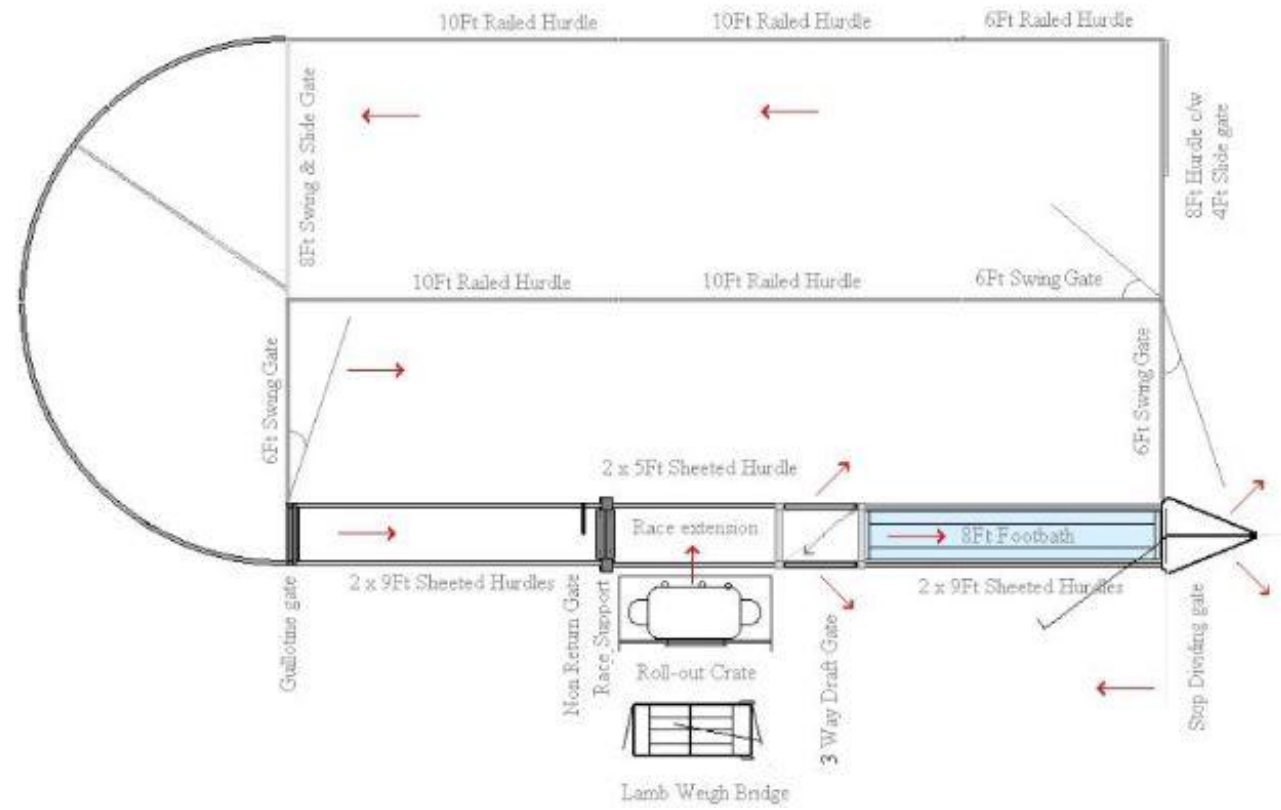 10Ft Railed Hurdle
10Ft Railed Hurdle
6Ft Railed Hurdle
8Ft Swing & Slide Gate
8Ft Hurdle c/w
4Ft Slide gate
10Ft Railed Hurdle
10Ft Railed Hurdle
6Ft Swing Gate
6Ft Swing Gate
6Ft Swing Gate
2 x 5Ft Sheeted Hurdle
Race extension
8Ft Footbath
2 x 9Ft Sheeted Hurdles
2 x 9Ft Sheeted Hurdles
Guillotine gate
Non Return Gate
Race Support
Roll-out Crate
3 Way Draft Gate
Stop Dividing gate
Lamb Weigh Bridge